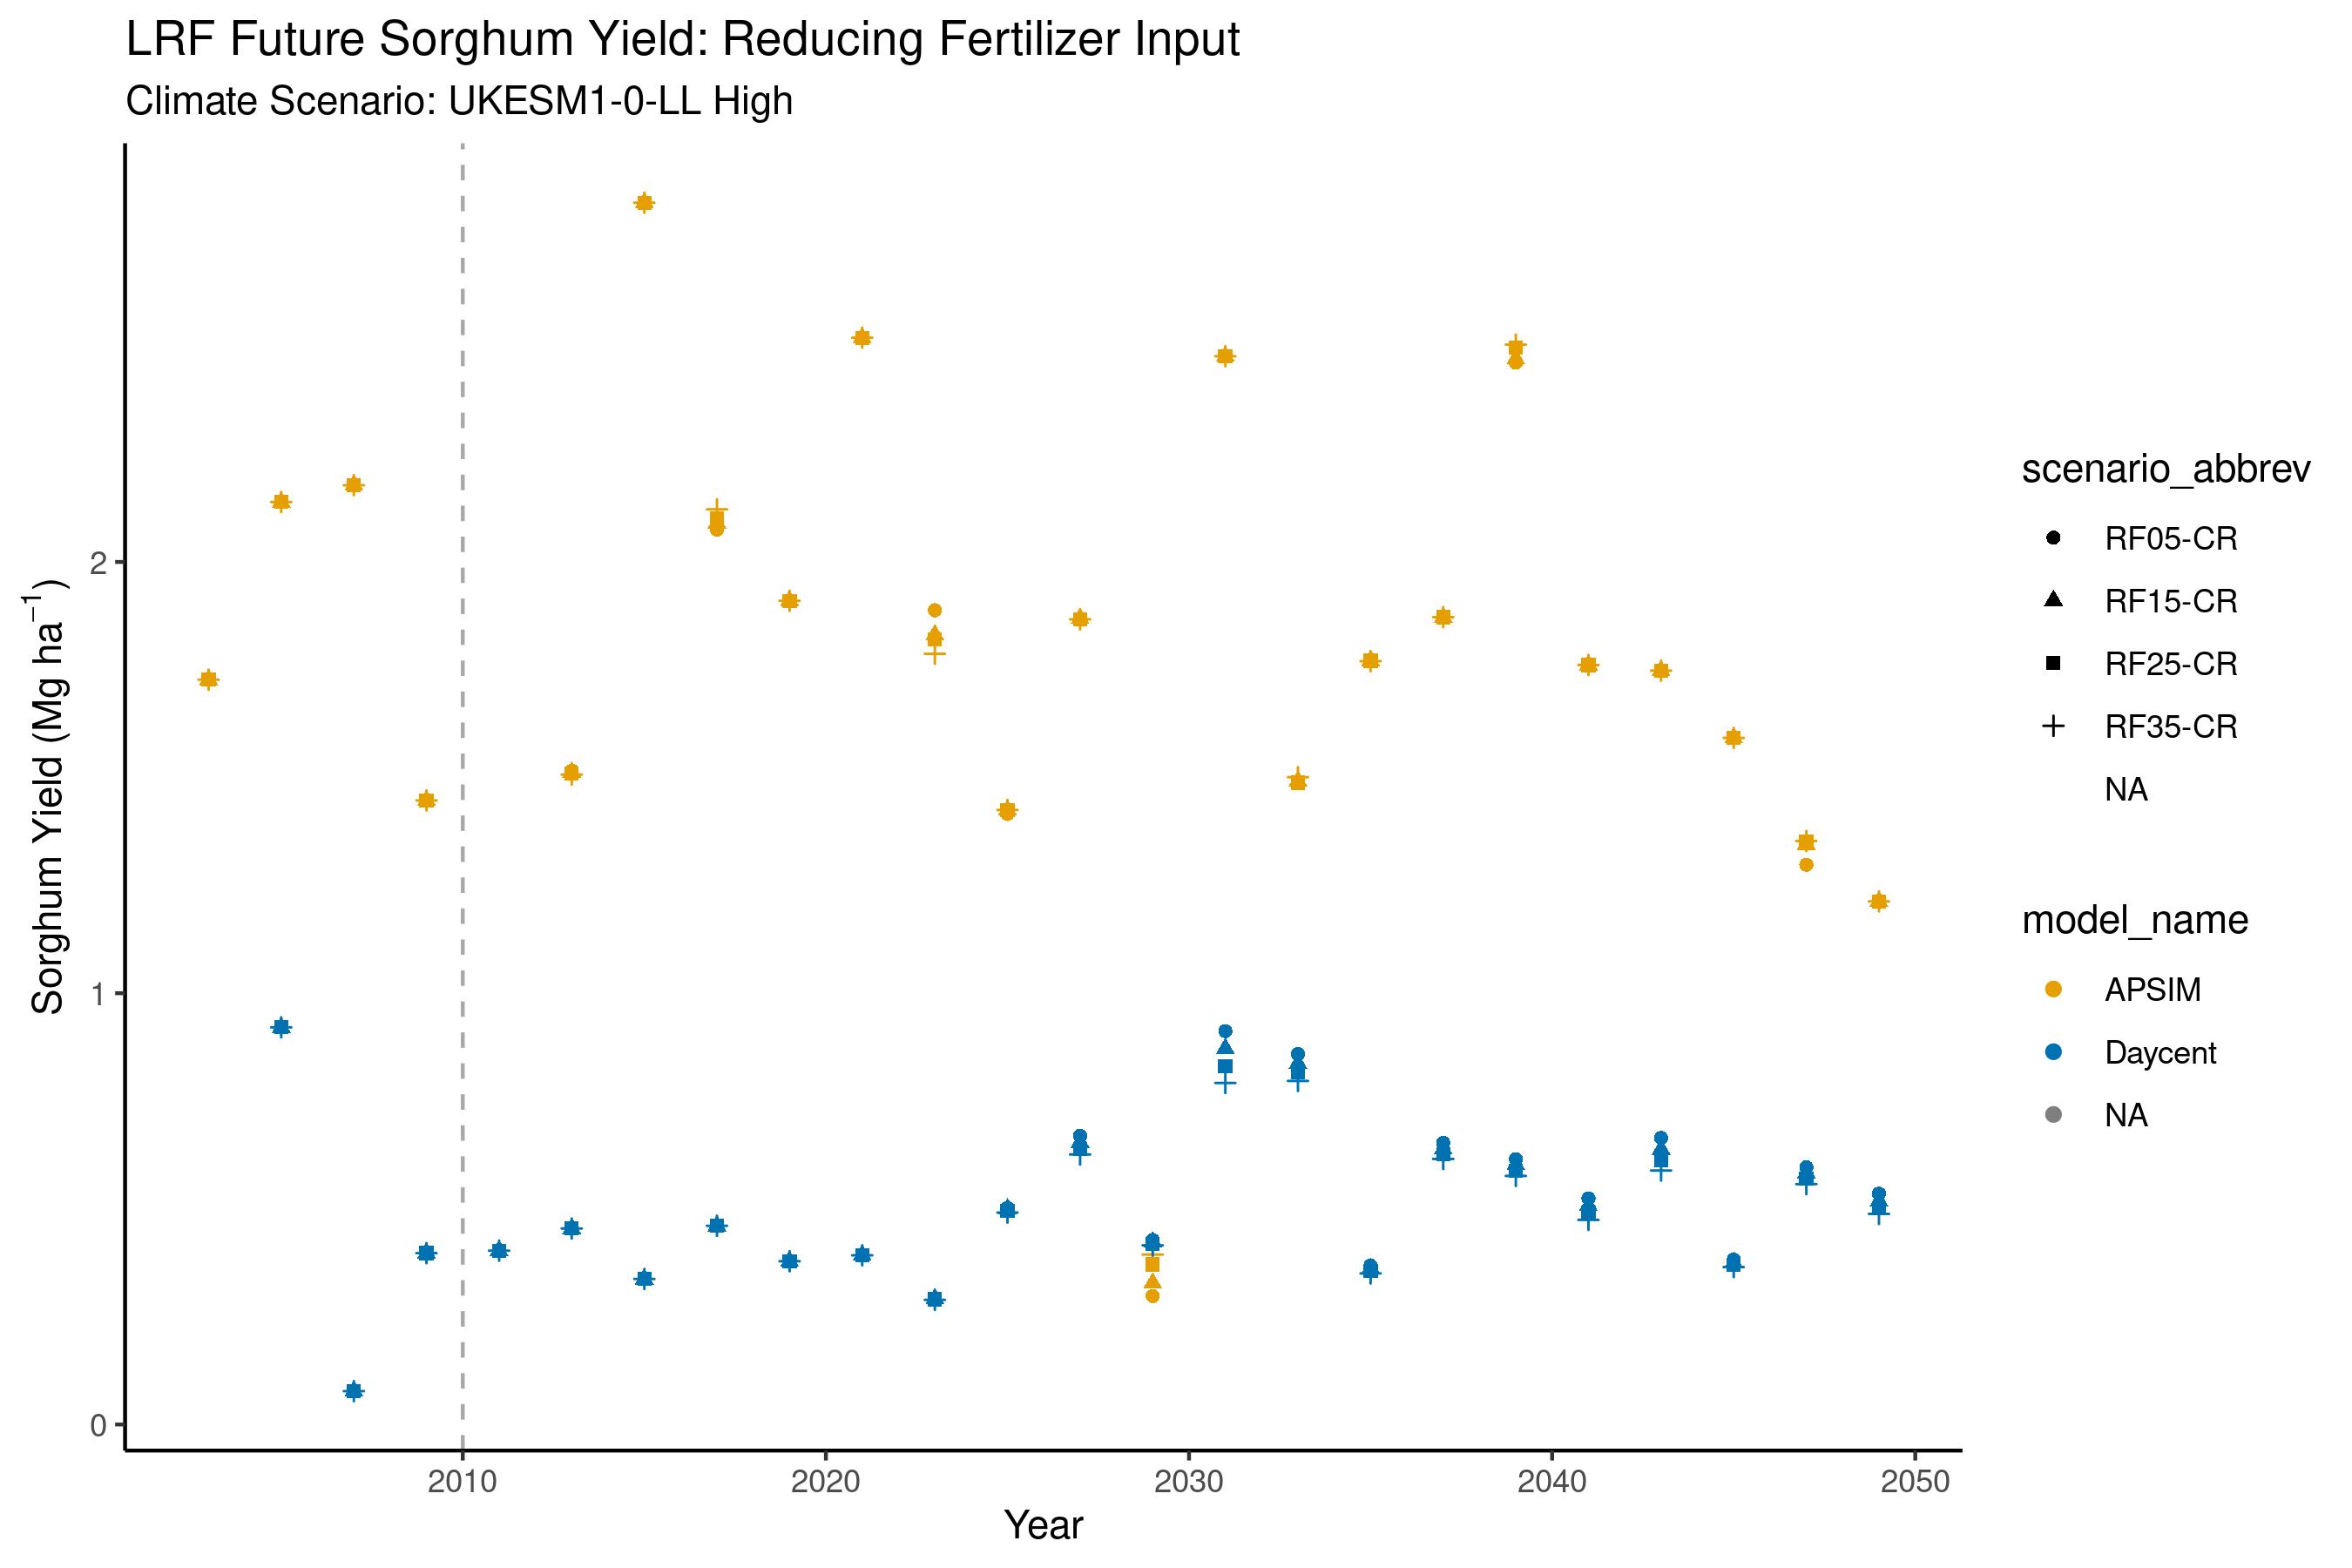 LRF Future Sorghum Yield: Reducing Fertilizer Input
Climate Scenario: UKESM1-0-LL High
Sorghum Yield (Mg ha⁻¹)
2
1
0
2010
2020
2030
2040
2050
Year
scenario_abbrev
RF05-CR
RF15-CR
RF25-CR
RF35-CR
NA
model_name
APSIM
Daycent
NA